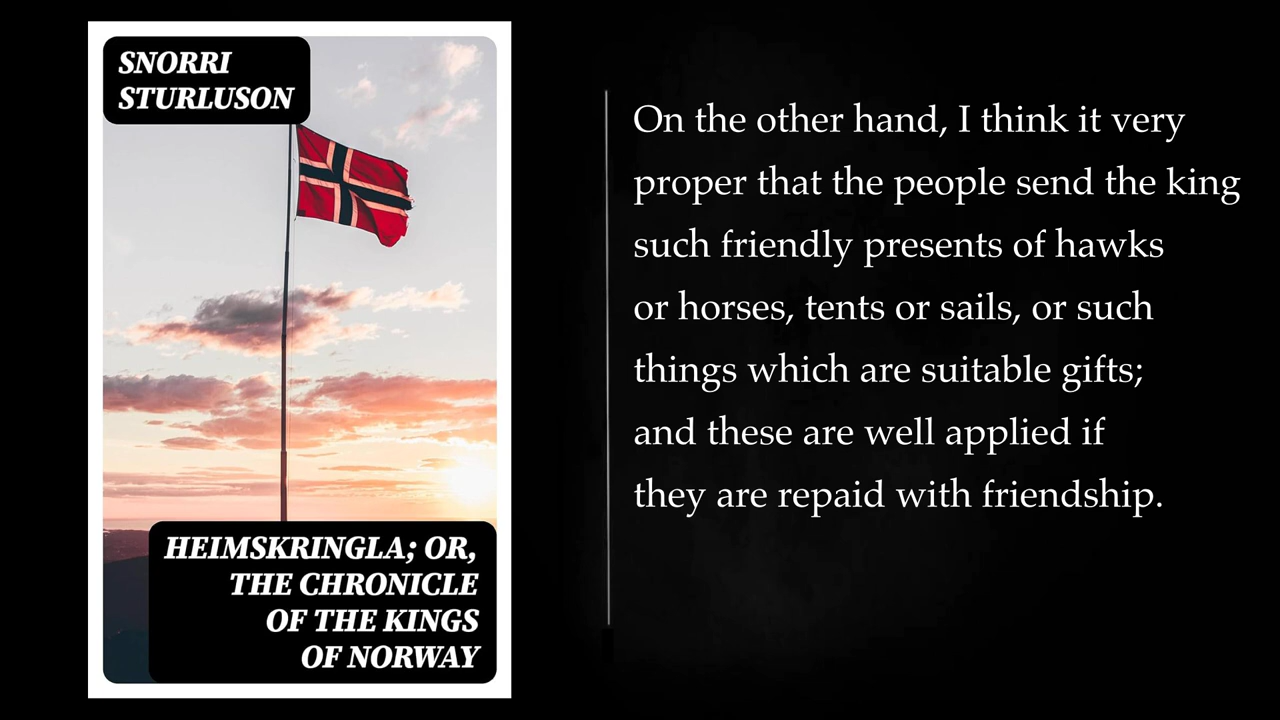 SNORRI
STURLUSON
HEIMSKRINGLA; OR,
THE CHRONICLE
OF THE KINGS
OF NORWAY
On the other hand, I think it very
proper that the people send the king
such friendly presents of hawks
or horses, tents or sails, or such
things which are suitable gifts;
and these are well applied if
they are repaid with friendship.